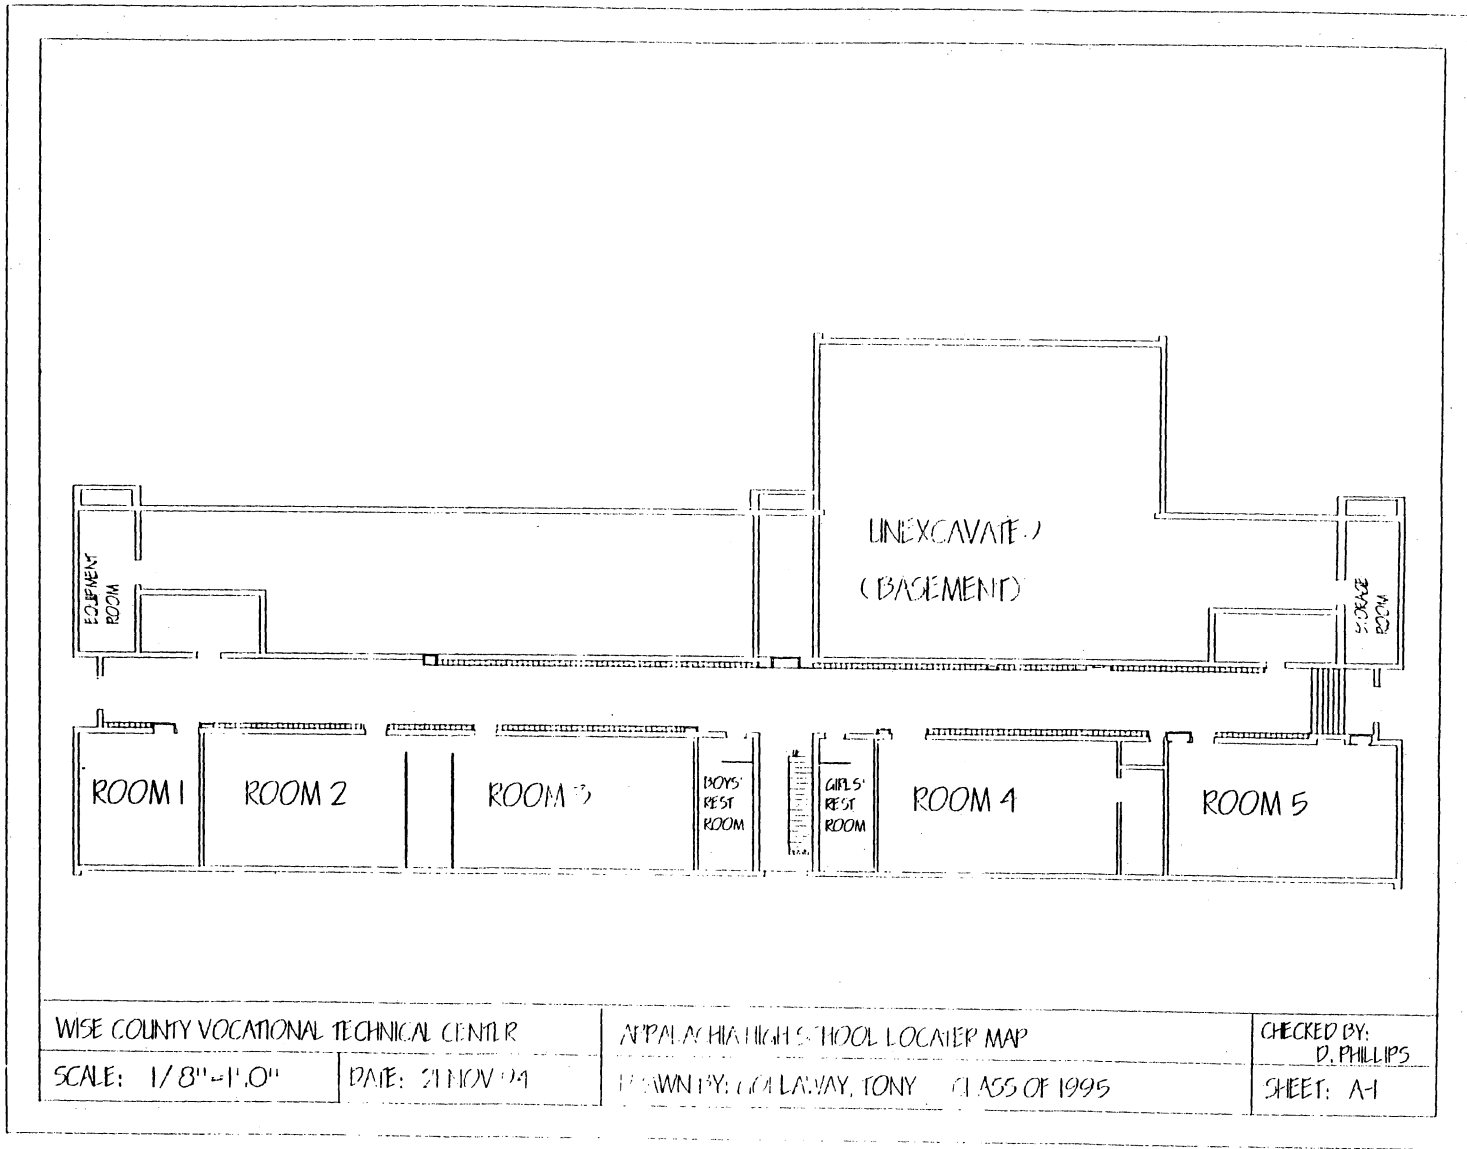 UNEXCAVATED
(BASEMENT)
EQUIPMENT
ROOM
STORAGE
ROOM
ROOM 1
ROOM 2
ROOM 3
BOYS'
REST
ROOM
GIRLS'
REST
ROOM
ROOM 4
ROOM 5
WISE COUNTY VOCATIONAL TECHNICAL CENTER
SCALE: 1/8"=1'.0"
DATE: 21 NOV 94
APPALACHIA HIGH SCHOOL LOCATER MAP
DRAWN BY: TONY CLASS OF 1995
CHECKED BY:
D. PHILLIPS
SHEET: A-1